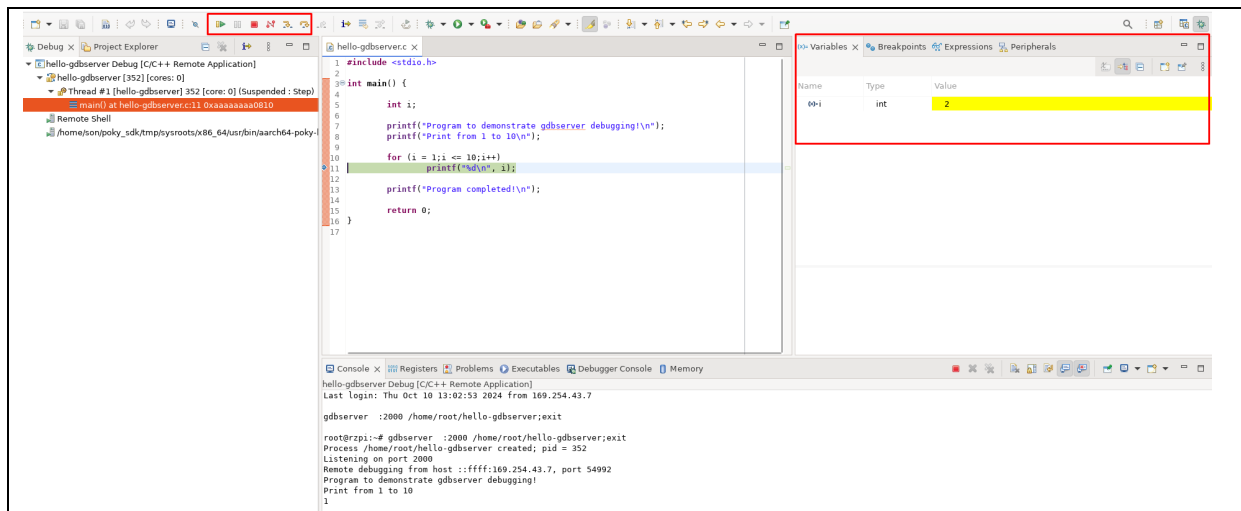 Debug
Project Explorer
hello-gdbserver Debug [C/C++ Remote Application]
hello-gdbserver [352] [cores: 0]
Thread #1 [hello-gdbserver] 352 [core: 0] (Suspended : Step)
main() at hello-gdbserver.c:11 0xaaaaaaaa0810
Remote Shell
/home/son/poky_sdk/tmp/sysroots/x86_64/usr/bin/aarch64-poky-l
hello-gdbserver.c
1 #include <stdio.h>
2
3 int main() {
4
5 int i;
6
7 printf("Program to demonstrate gdbserver debugging!\n");
8 printf("Print from 1 to 10\n");
9
10 for (i = 1;i <= 10;i++)
11 printf("%d\n", i);
12
13 printf("Program completed!\n");
14
15 return 0;
16 }
17
(x)= Variables
Breakpoints
Expressions
Peripherals
Name Type Value
(x)= i int 2
Console
Registers
Problems
Executables
Debugger Console
Memory
hello-gdbserver Debug [C/C++ Remote Application]
Last login: Thu Oct 10 13:02:53 2024 from 169.254.43.7
gdbserver :2000 /home/root/hello-gdbserver;exit
root@rzpi:~# gdbserver :2000 /home/root/hello-gdbserver;exit
Process /home/root/hello-gdbserver created; pid = 352
Listening on port 2000
Remote debugging from host ::ffff:169.254.43.7, port 54992
Program to demonstrate gdbserver debugging!
Print from 1 to 10
1